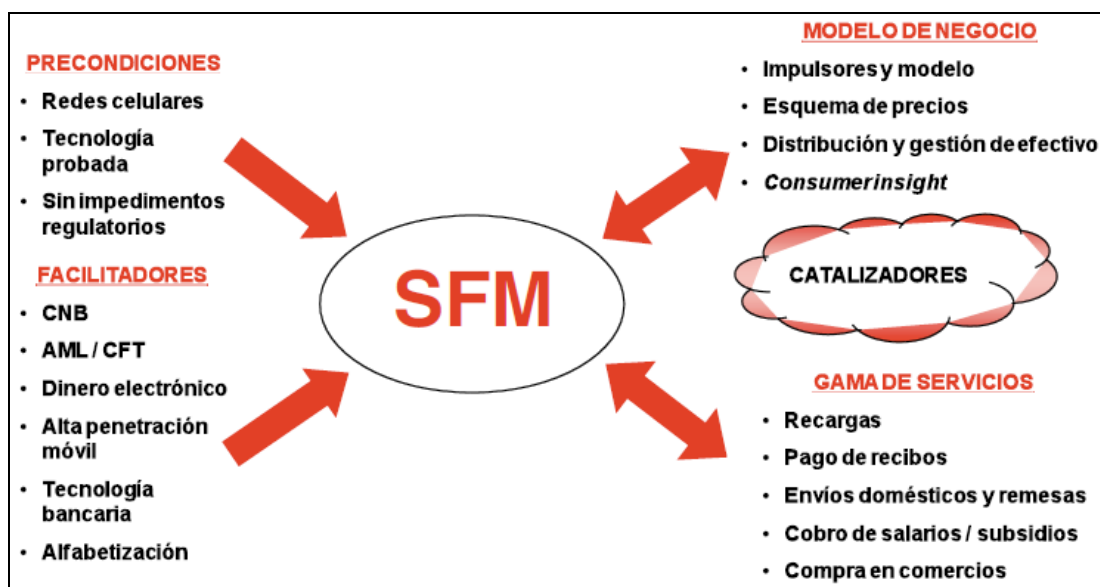 PRECONDICIONES
• Redes celulares
• Tecnología
probada
• Sin impedimentos
regulatorios
FACILITADORES
• CNB
• AML / CFT
• Dinero electrónico
• Alta penetración
móvil
• Tecnología
bancaria
• Alfabetización
SFM
MODELO DE NEGOCIO
• Impulsores y modelo
• Esquema de precios
• Distribución y gestión de efectivo
• Consumer insight
CATALIZADORES
GAMA DE SERVICIOS
• Recargas
• Pago de recibos
• Envíos domésticos y remesas
• Cobro de salarios / subsidios
• Compra en comercios